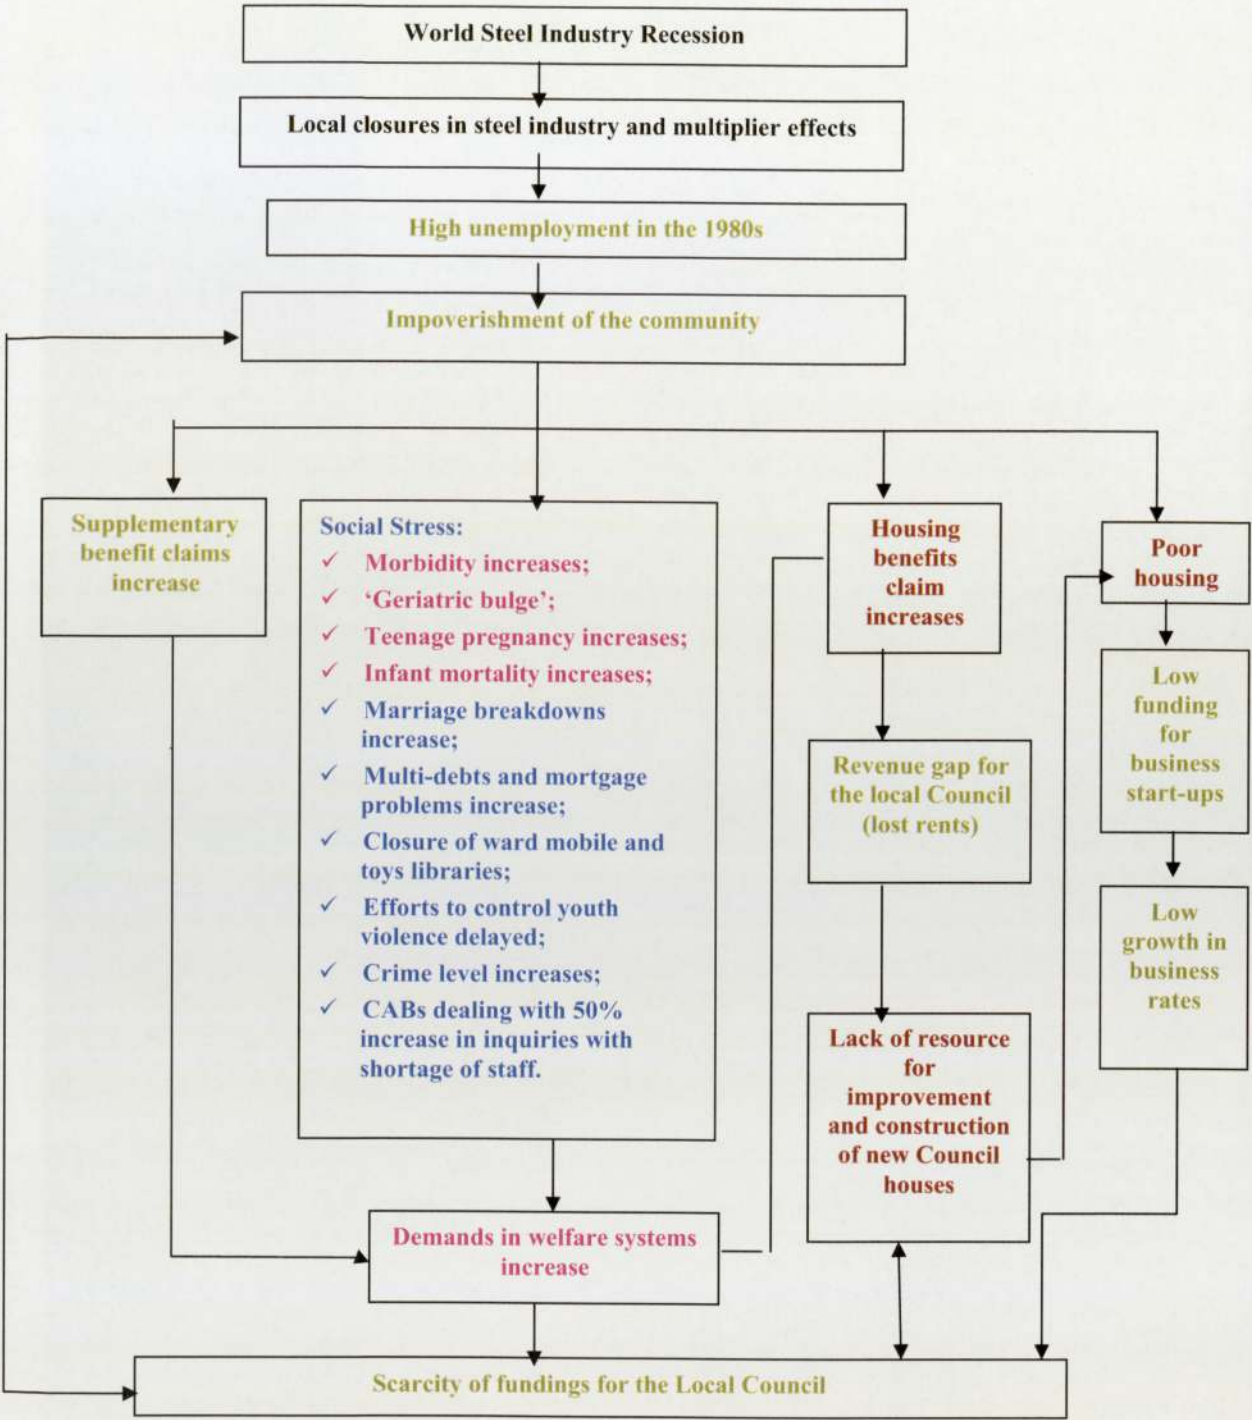 World Steel Industry Recession
Local closures in steel industry and multiplier effects
High unemployment in the 1980s
Impoverishment of the community
Supplementary
benefit claims
increase
Social Stress:
✓ Morbidity increases;
✓ ‘Geriatric bulge’;
✓ Teenage pregnancy increases;
✓ Infant mortality increases;
✓ Marriage breakdowns
increase;
✓ Multi-debts and mortgage
problems increase;
✓ Closure of ward mobile and
toys libraries;
✓ Efforts to control youth
violence delayed;
✓ Crime level increases;
✓ CABs dealing with 50%
increase in inquiries with
shortage of staff.
Housing
benefits
claim
increases
Poor
housing
Revenue gap for
the local Council
(lost rents)
Low
funding
for
business
start-ups
Lack of resource
for
improvement
and construction
of new Council
houses
Low
growth in
business
rates
Demands in welfare systems
increase
Scarcity of fundings for the Local Council